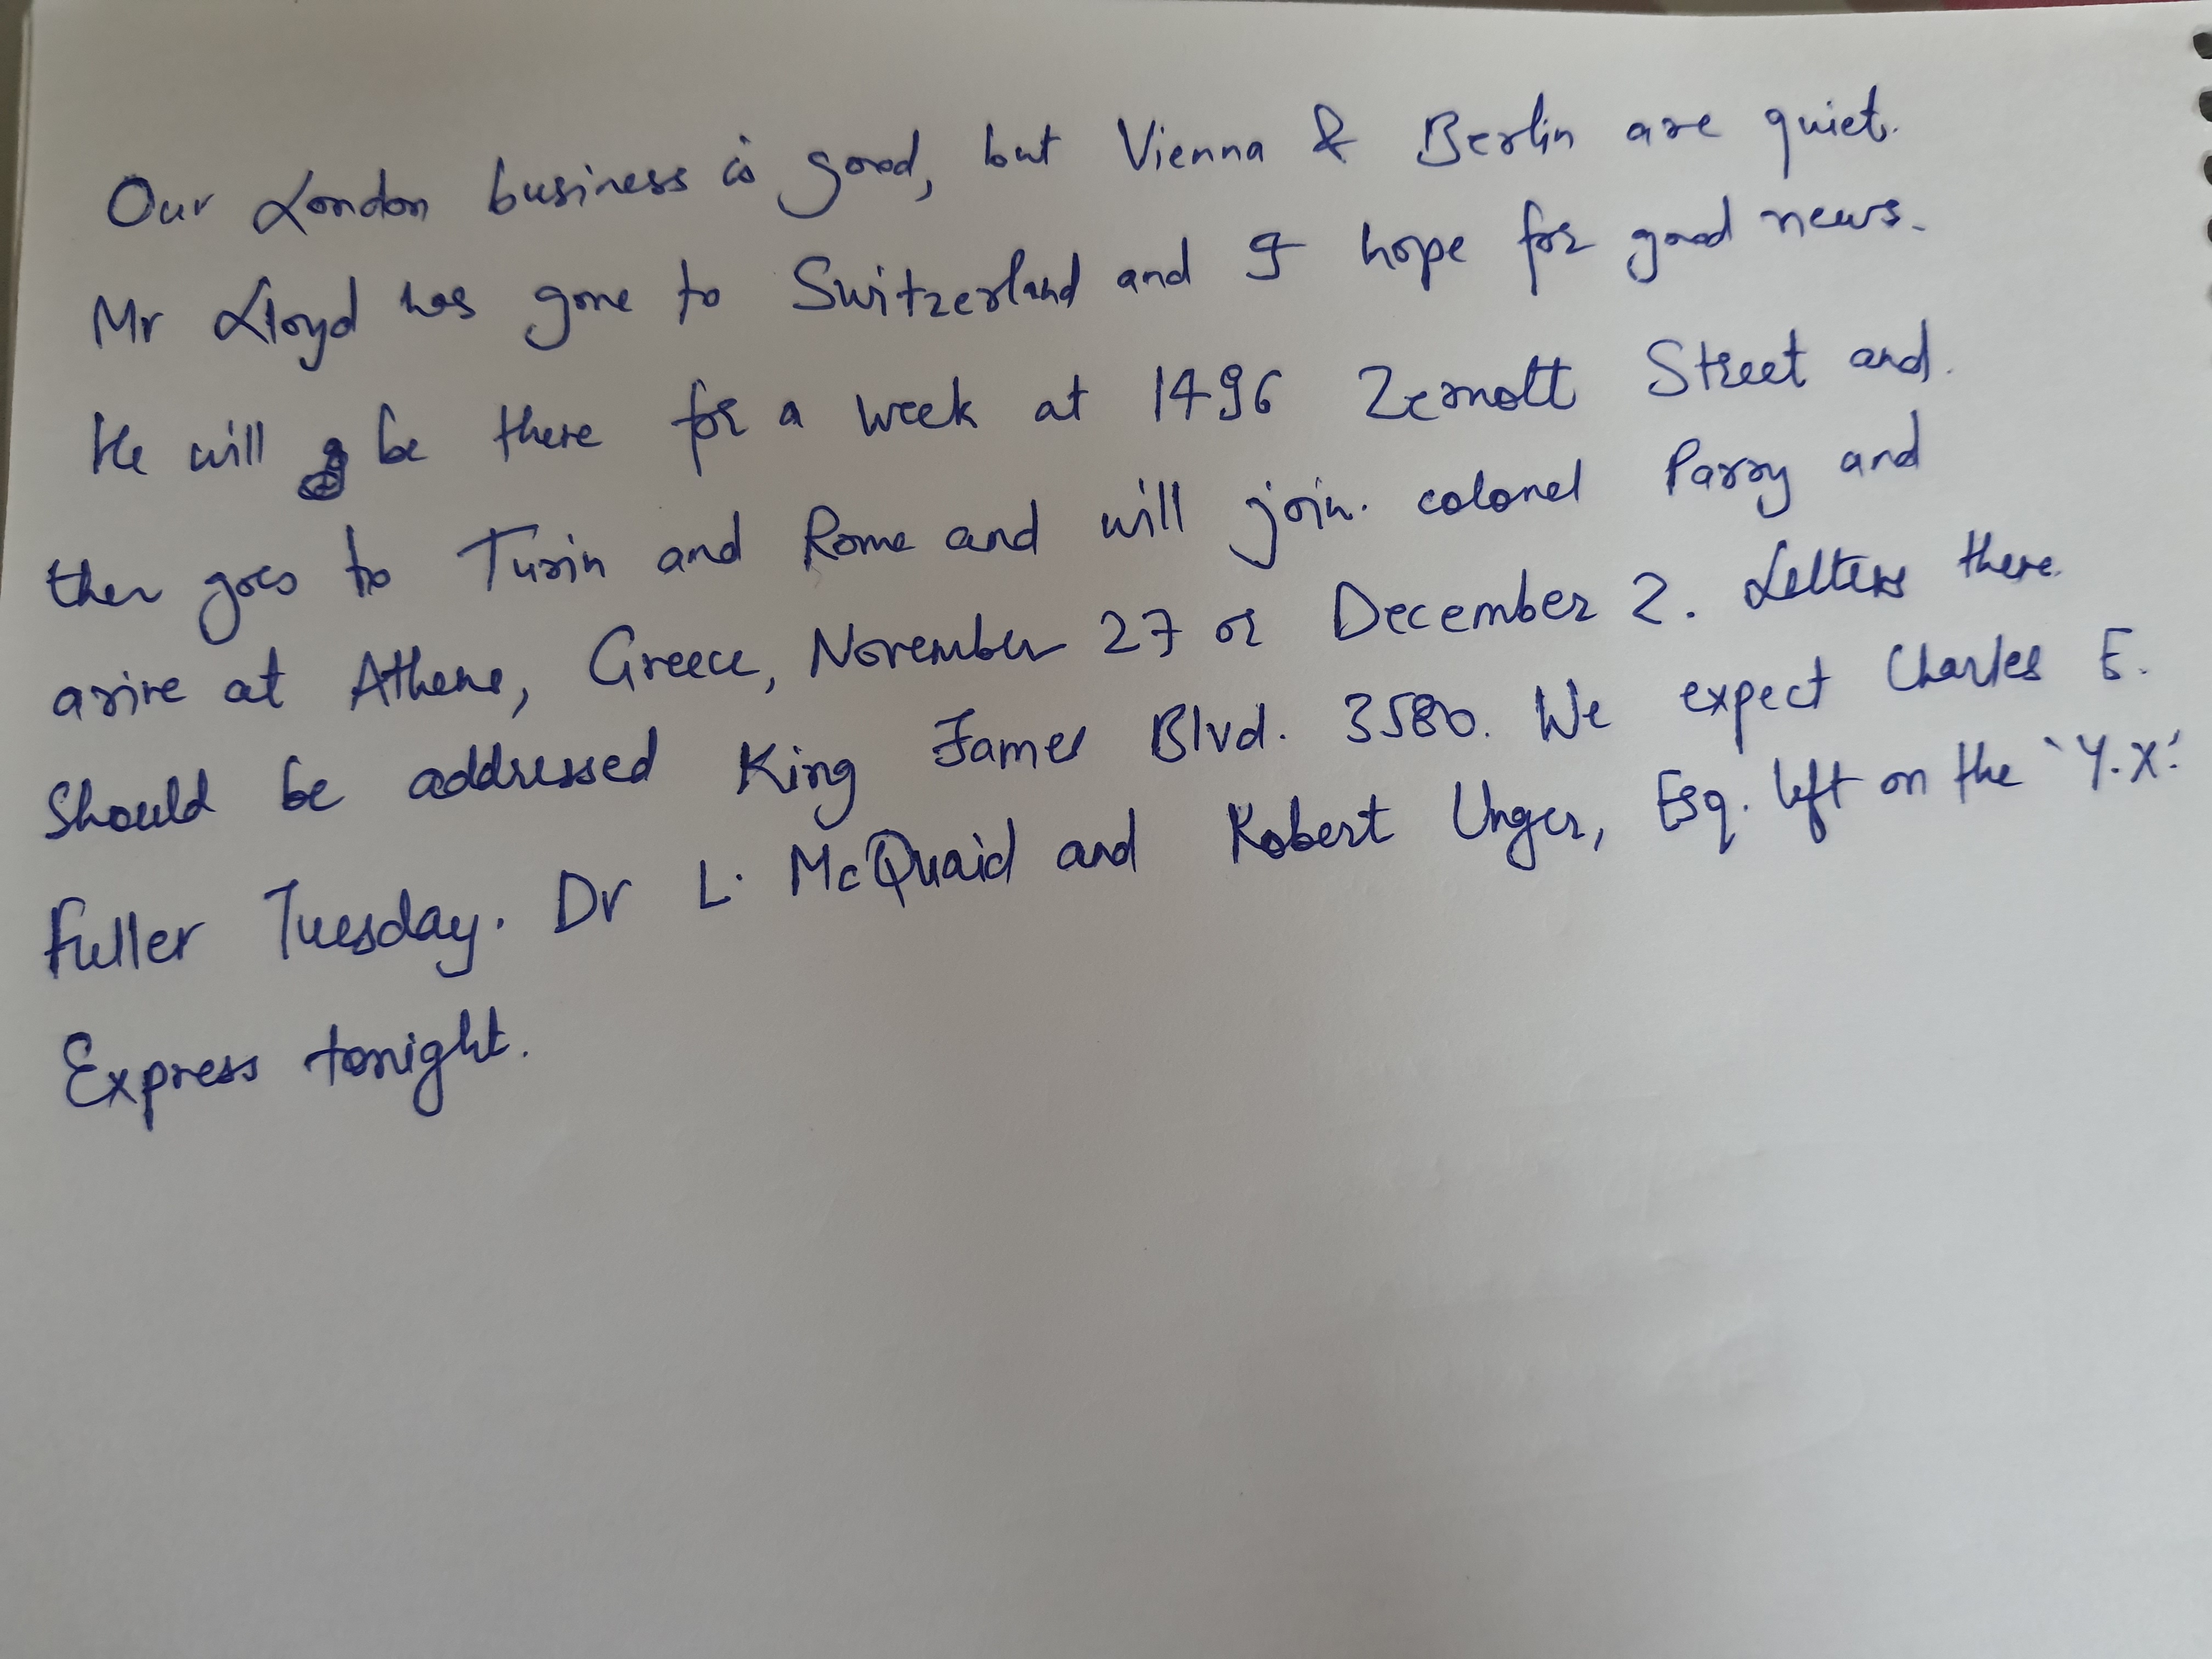 Our London business is good, but Vienna & Berlin are quiet.
Mr Lloyd has gone to Switzerland and I hope for good news.
He will be there for a week at 1496 Zermott Street and
then goes to Turin and Rome and will join colonel Parry and
arive at Athens, Greece, November 27 or December 2. Letters there
should be addressed King James Blvd. 3580. We expect Charles E.
Fuller Tuesday. Dr L. McQuaid and Robert Unger, Esq. left on the 'Y.X.'
Express tonight.